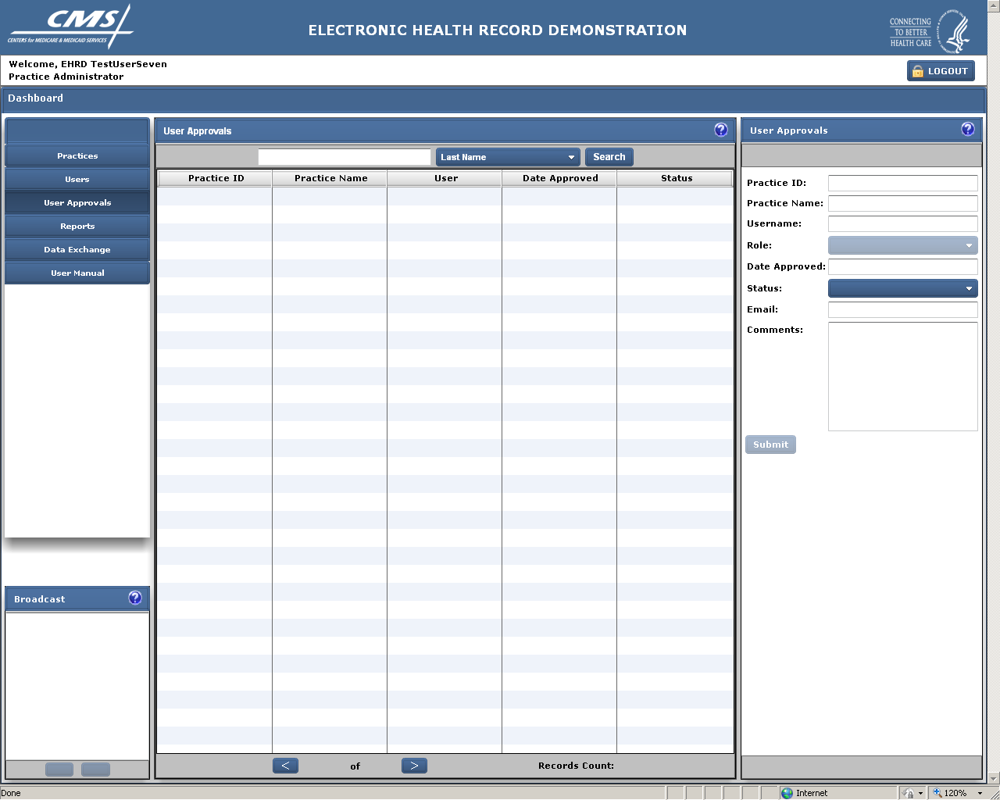 CMS
CENTERS for MEDICARE & MEDICAID SERVICES
ELECTRONIC HEALTH RECORD DEMONSTRATION
CONNECTING
TO BETTER
HEALTH CARE
Welcome, EHRD TestUserSeven
Practice Administrator
LOGOUT
Dashboard
Practices
Users
User Approvals
Reports
Data Exchange
User Manual
Broadcast
?
User Approvals
?
Last Name
Search
Practice ID
Practice Name
User
Date Approved
Status
<
of
>
Records Count:
User Approvals
?
Practice ID:
Practice Name:
Username:
Role:
Date Approved:
Status:
Email:
Comments:
Submit
Done
Internet
120%